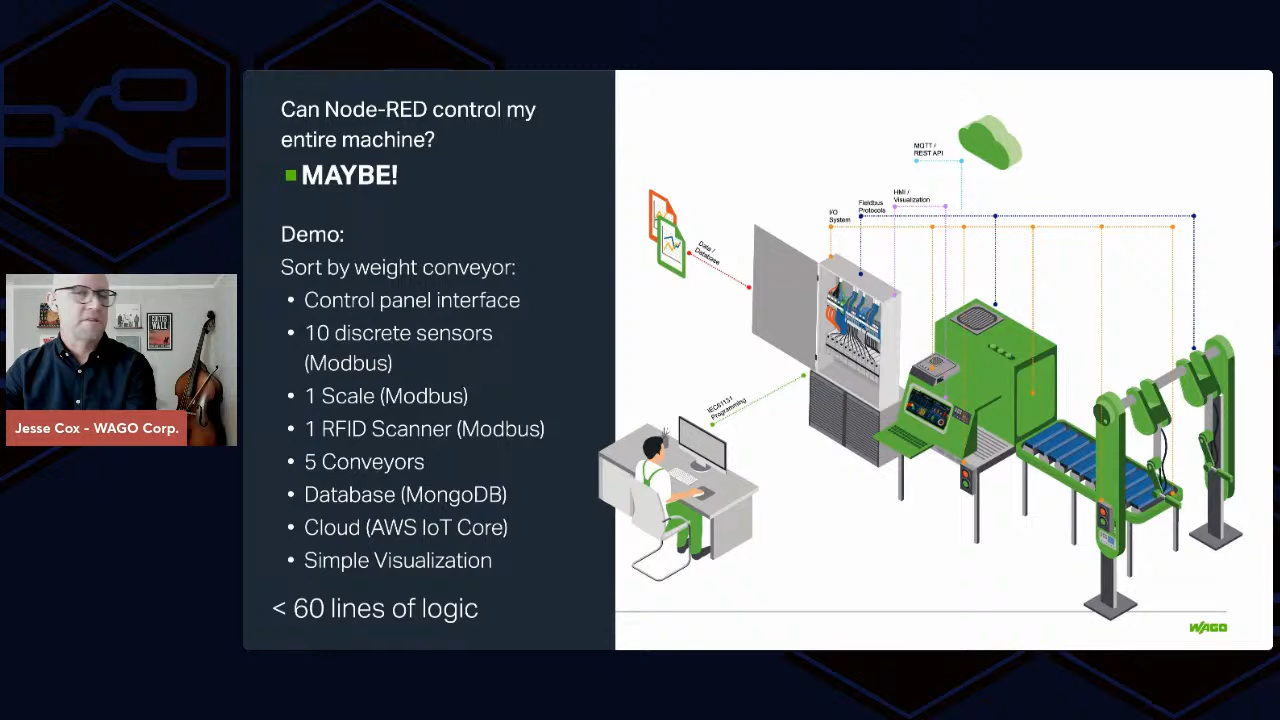 Can Node-RED control my
entire machine?
MAYBE!
Demo:
Sort by weight conveyor:
• Control panel interface
• 10 discrete sensors
(Modbus)
• 1 Scale (Modbus)
• 1 RFID Scanner (Modbus)
• 5 Conveyors
• Database (MongoDB)
• Cloud (AWS IoT Core)
• Simple Visualization
< 60 lines of logic
MQTT /
REST API
HMI /
Visualization
Fieldbus
Protocols
I/O
System
Data /
Database
IEC61131
Programming
WAGO
Jesse Cox - WAGO Corp.